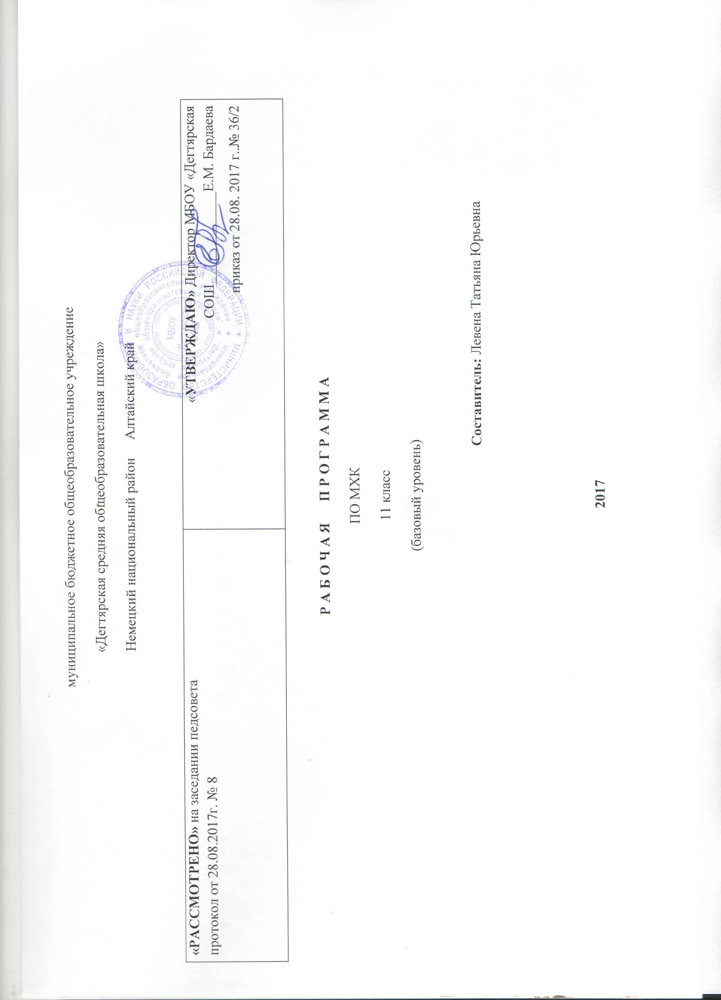 муниципальное бюджетное общеобразовательное учреждение
«Дегтярская средняя общеобразовательная школа»
Немецкий национальный район Алтайский край
«РАССМОТРЕНО» на заседании педсовета
протокол от 28.08.2017г. № 8
«УТВЕРЖДАЮ» Директор МБОУ «Дегтярская
СОШ Е.М. Бардаева
приказ от 28.08. 2017 г..№ 36/2
МИНИСТЕРСТВО ОБРАЗОВАНИЯ И НАУКИ РОССИЙСКОЙ ФЕДЕРАЦИИ
муниципальное бюджетное общеобразовательное учреждение
"Дегтярская средняя общеобразовательная школа"
МБОУ
Р А Б О Ч А Я П Р О Г Р А М М А
ПО МХК
11 класс
(базовый уровень)
Составитель: Левена Татьяна Юрьевна
2017